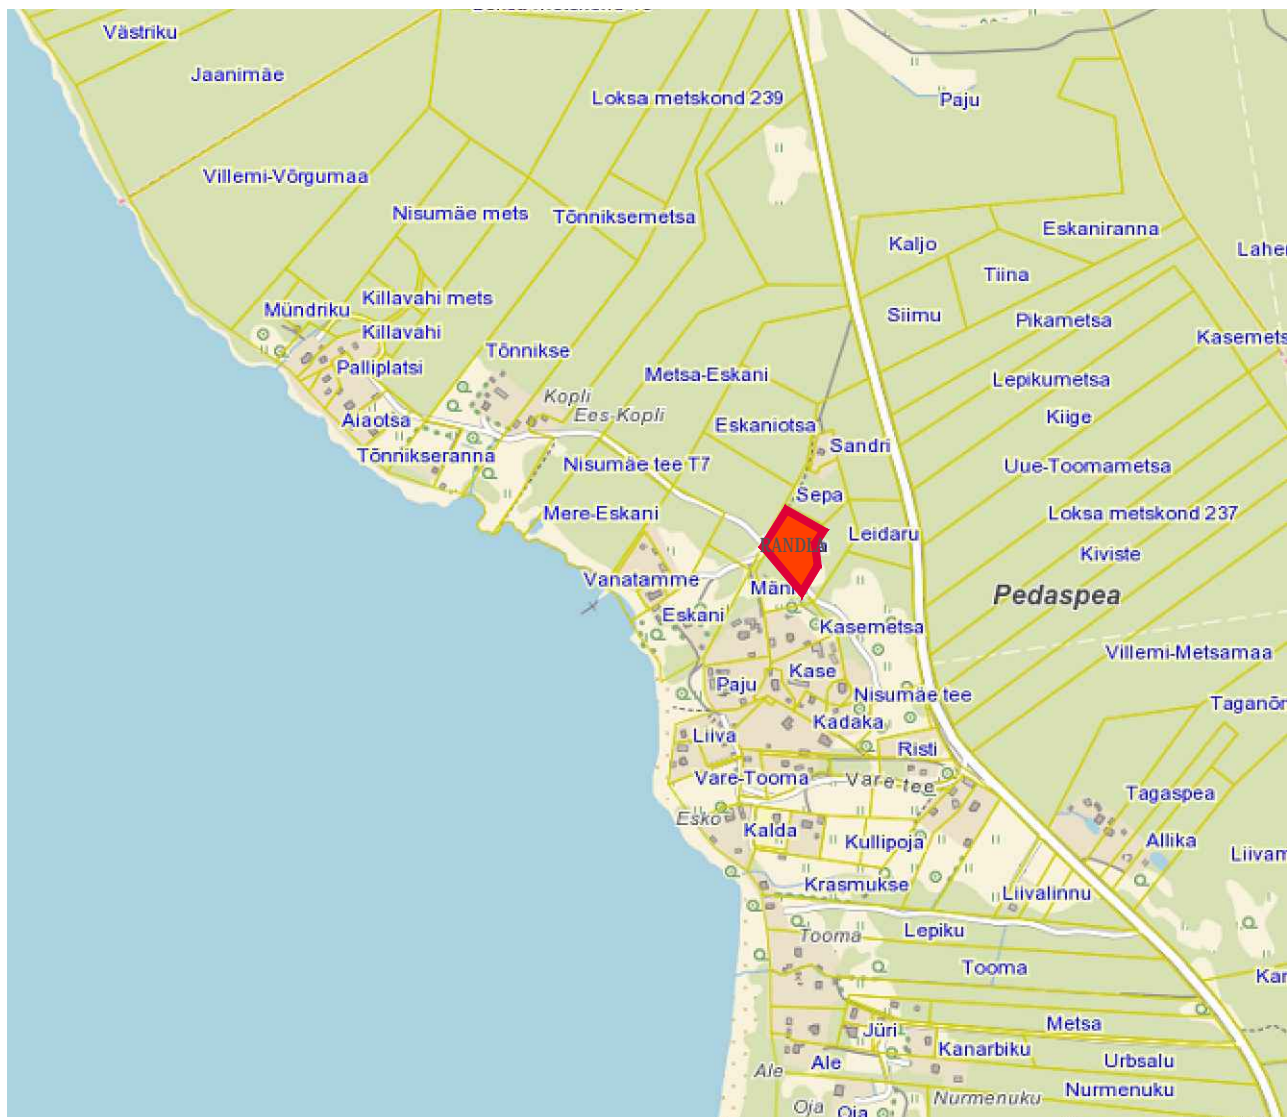 Västriku
Jaanimäe
Loksa metskond 239
Paju
Villemi-Võrgumaa
Nisumäe mets
Tõnniksemetsa
Eskaniranna
Kaljo
Tiina
Killavahi mets
Mündriku
Siimu
Pikametsa
Killavahi
Tõnnikse
Palliplatsi
Metsa-Eskani
Lepikumetsa
Kopli
Ees-Kopli
Aiaotsa
Eskaniotsa
Kiige
Sandri
Tõnnikseranna
Nisumäe tee T7
Uue-Toomametsa
Sepa
Mere-Eskani
Loksa metskond 237
Leidaru
Kiviste
Vanatamme
Pedaspea
Eskani
Kasemetsa
Villemi-Metsamaa
Kase
Paju
Nisumäe tee
Kadaka
Liiva
Risti
Vare-Tooma
Vare tee
Tagaspea
Esko
Kalda
Kullipoja
Allika
Krasmukse
Liivalinnu
Tooma
Lepiku
Tooma
Metsa
Jüri
Kanarbiku
Ale
Urbsalu
Ale
Nurmenuku
Nurmenuku
Oja
Oja